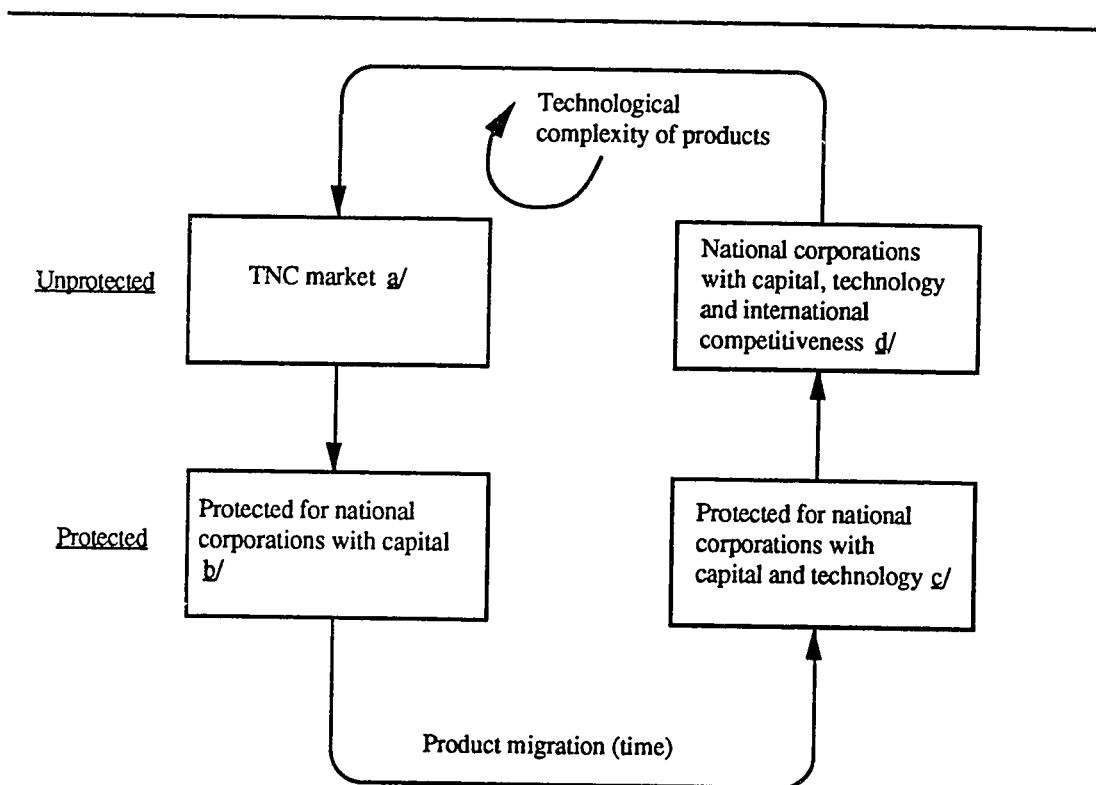 Technological
complexity of products
Unprotected
TNC market a/
National corporations
with capital, technology
and international
competitiveness d/
Protected
Protected for national
corporations with capital
b/
Protected for national
corporations with
capital and technology c/
Product migration (time)